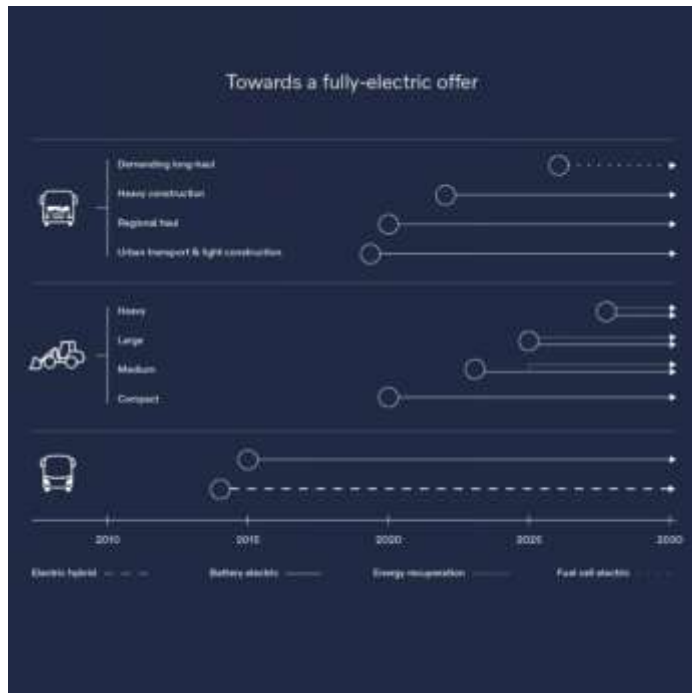 Towards a fully-electric offer
Demanding long-haul
Heavy construction
Regional haul
Urban transport & light construction
Heavy
Large
Medium
Compact
2010 2015 2020 2025 2030
Electric hybrid Battery electric Energy recuperation Fuel cell electric